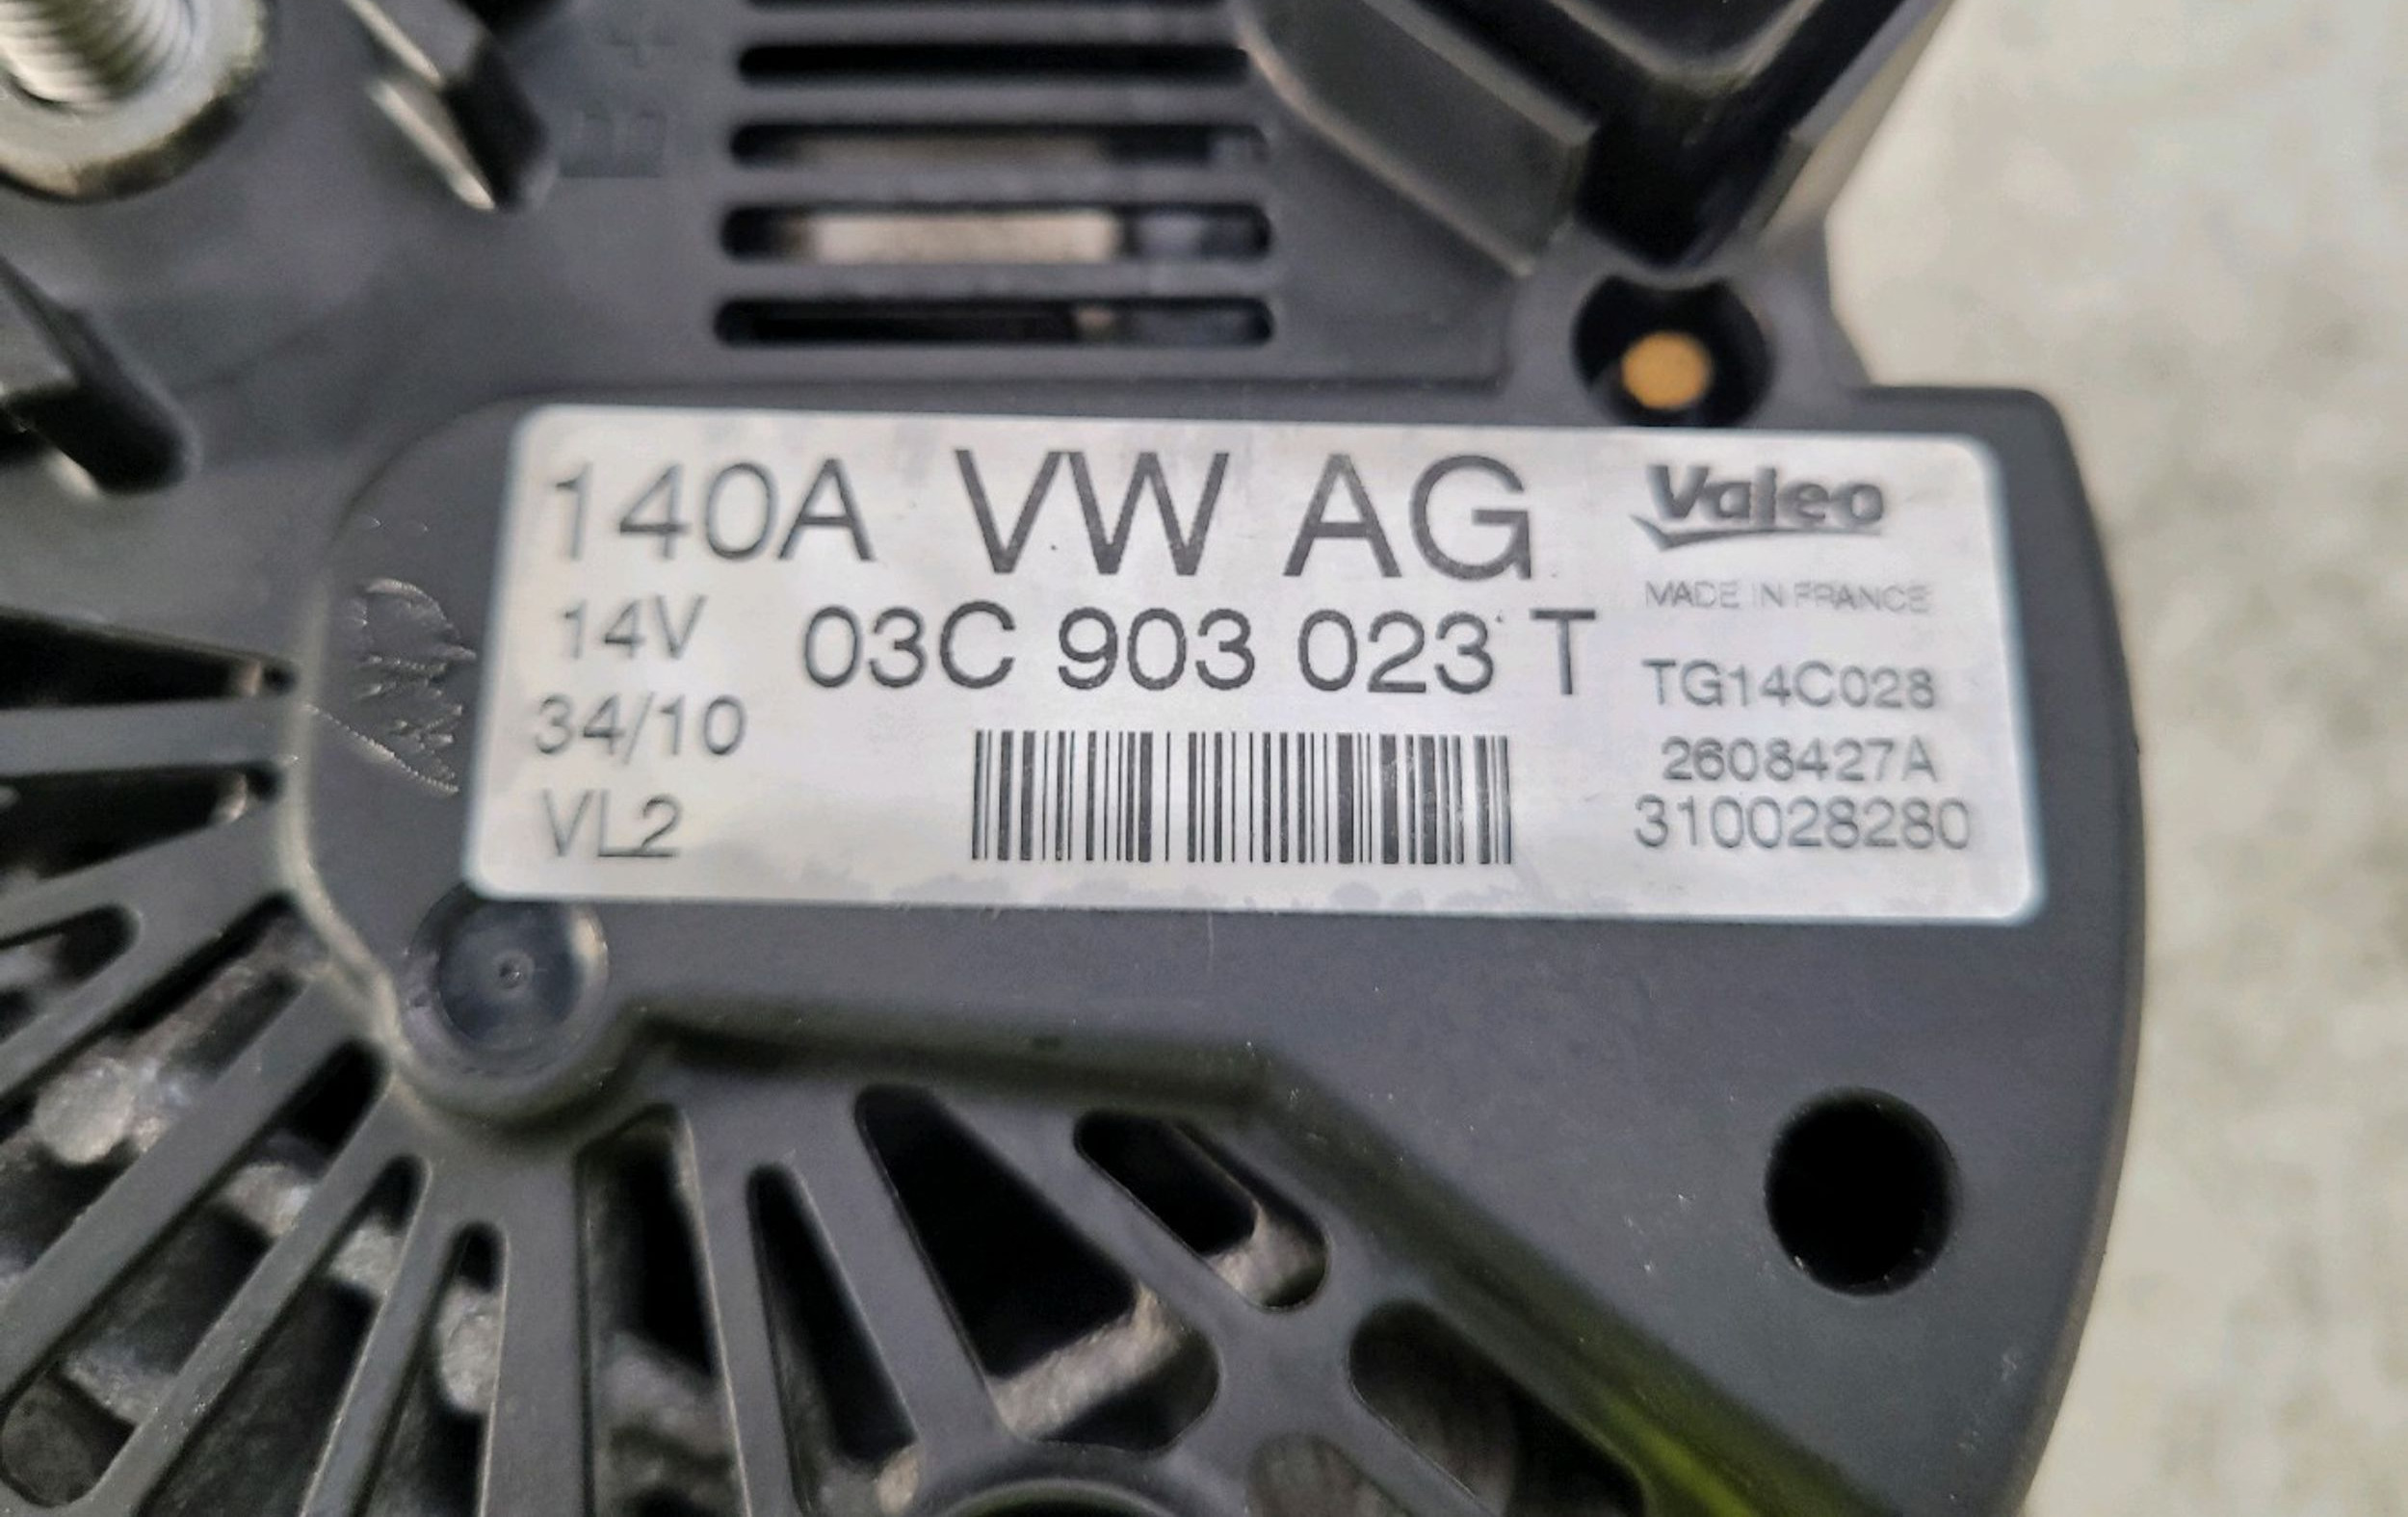 B+
140A VW AG
14V 03C 903 023 T
34/10
VL2
Valeo
MADE IN FRANCE
TG14C028
2608427A
310028280